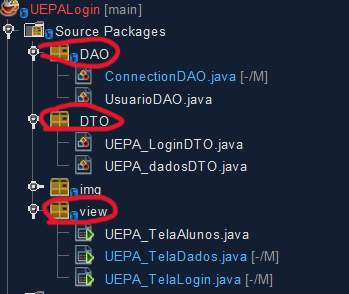 UEPALogin [main]
Source Packages
DAO
ConnectionDAO.java [-/M]
UsuarioDAO.java
DTO
UEPA_LoginDTO.java
UEPA_dadosDTO.java
img
view
UEPA_TelaAlunos.java
UEPA_TelaDados.java [-/M]
UEPA_TelaLogin.java [-/M]